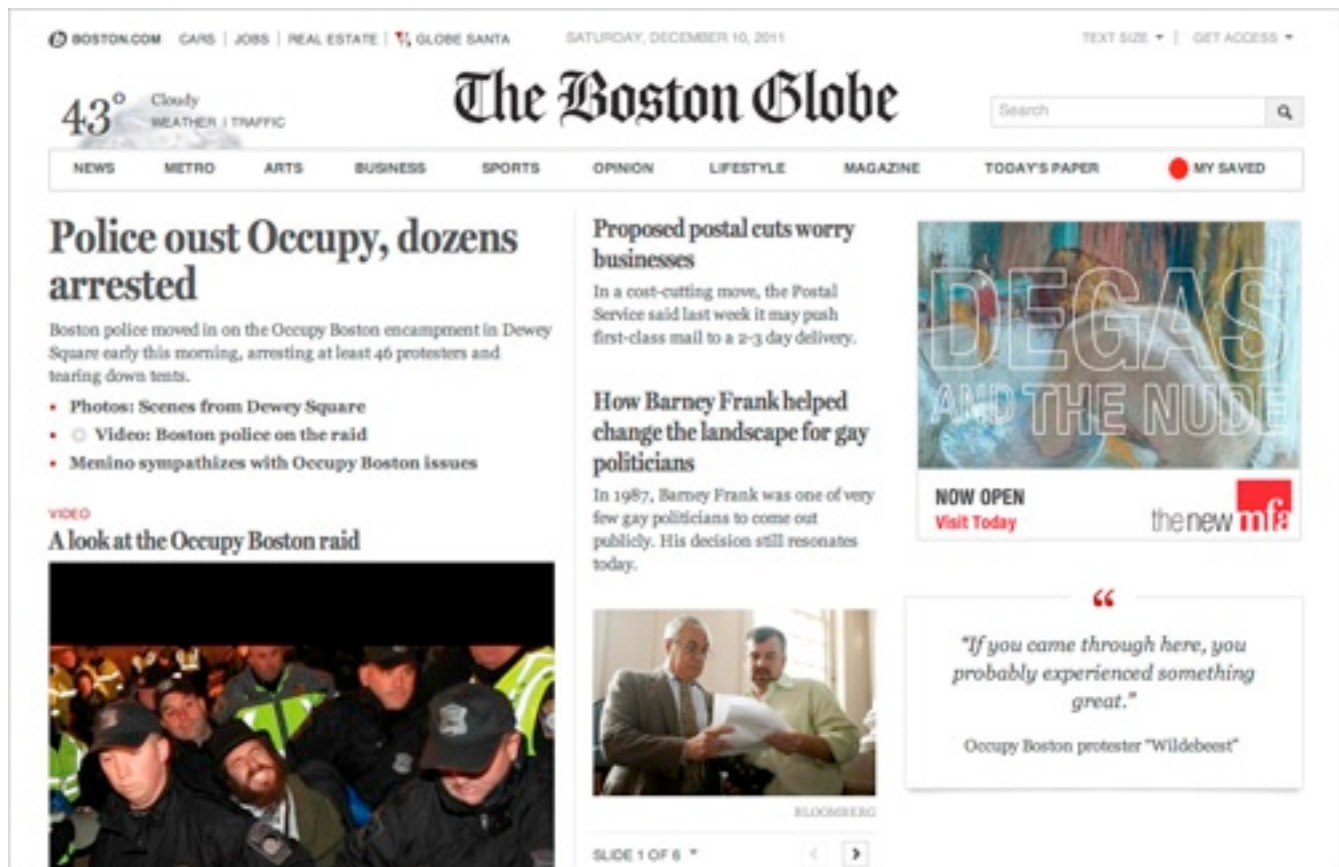 BOSTON.COM CARS | JOBS | REAL ESTATE | GLOBE SANTA
SATURDAY, DECEMBER 10, 2011
TEXT SIZE | GET ACCESS
43° Cloudy
WEATHER | TRAFFIC
The Boston Globe
Search
NEWS METRO ARTS BUSINESS SPORTS OPINION LIFESTYLE MAGAZINE TODAY'S PAPER MY SAVED
Police oust Occupy, dozens
arrested
Boston police moved in on the Occupy Boston encampment in Dewey
Square early this morning, arresting at least 46 protesters and
tearing down tents.
• Photos: Scenes from Dewey Square
• Video: Boston police on the raid
• Menino sympathizes with Occupy Boston issues
VIDEO
A look at the Occupy Boston raid
Proposed postal cuts worry
businesses
In a cost-cutting move, the Postal
Service said last week it may push
first-class mail to a 2-3 day delivery.
How Barney Frank helped
change the landscape for gay
politicians
In 1987, Barney Frank was one of very
few gay politicians to come out
publicly. His decision still resonates
today.
BLOOMBERG
SLIDE 1 OF 6
DEGAS
AND THE NUDE
NOW OPEN
Visit Today
the new mfa
“
"If you came through here, you
probably experienced something
great."
Occupy Boston protester "Wildebeest"